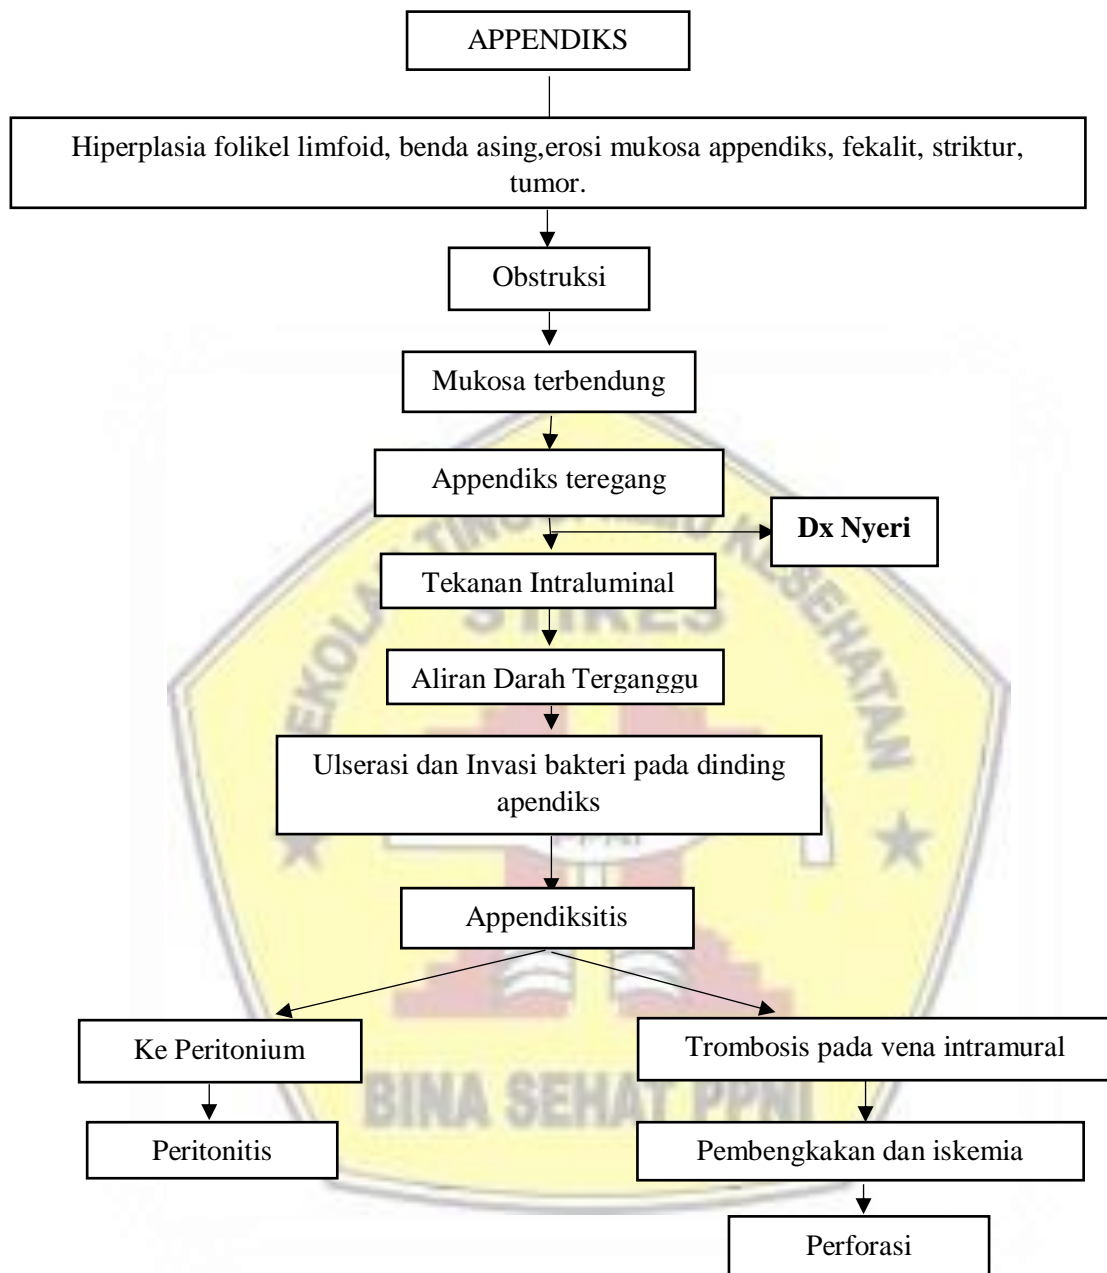 APPENDIKS
Hiperplasia folikel limfoid, benda asing,erosi mukosa appendiks, fekalit, striktur,
tumor.
Obstruksi
Mukosa terbendung
Appendiks teregang
Dx Nyeri
Tekanan Intraluminal
STIKES
Aliran Darah Terganggu
Ulserasi dan Invasi bakteri pada dinding
apendiks
Appendiksitis
Ke Peritonium
Trombosis pada vena intramural
BINA SEHAT PPNI
Peritonitis
Pembengkakan dan iskemia
Perforasi